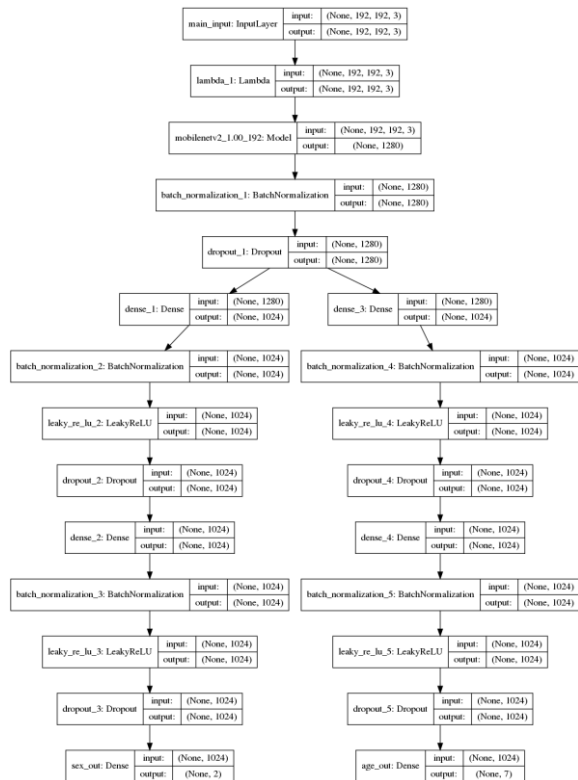 main_input: InputLayer input: (None, 192, 192, 3)
output: (None, 192, 192, 3)
lambda_1: Lambda input: (None, 192, 192, 3)
output: (None, 192, 192, 3)
mobilenetv2_1.00_192: Model input: (None, 192, 192, 3)
output: (None, 1280)
batch_normalization_1: BatchNormalization input: (None, 1280)
output: (None, 1280)
dropout_1: Dropout input: (None, 1280)
output: (None, 1280)
dense_1: Dense input: (None, 1280)
output: (None, 1024)
dense_3: Dense input: (None, 1280)
output: (None, 1024)
batch_normalization_2: BatchNormalization input: (None, 1024)
output: (None, 1024)
batch_normalization_4: BatchNormalization input: (None, 1024)
output: (None, 1024)
leaky_re_lu_2: LeakyReLU input: (None, 1024)
output: (None, 1024)
leaky_re_lu_4: LeakyReLU input: (None, 1024)
output: (None, 1024)
dropout_2: Dropout input: (None, 1024)
output: (None, 1024)
dropout_4: Dropout input: (None, 1024)
output: (None, 1024)
dense_2: Dense input: (None, 1024)
output: (None, 1024)
dense_4: Dense input: (None, 1024)
output: (None, 1024)
batch_normalization_3: BatchNormalization input: (None, 1024)
output: (None, 1024)
batch_normalization_5: BatchNormalization input: (None, 1024)
output: (None, 1024)
leaky_re_lu_3: LeakyReLU input: (None, 1024)
output: (None, 1024)
leaky_re_lu_5: LeakyReLU input: (None, 1024)
output: (None, 1024)
dropout_3: Dropout input: (None, 1024)
output: (None, 1024)
dropout_5: Dropout input: (None, 1024)
output: (None, 1024)
sex_out: Dense input: (None, 1024)
output: (None, 2)
age_out: Dense input: (None, 1024)
output: (None, 7)